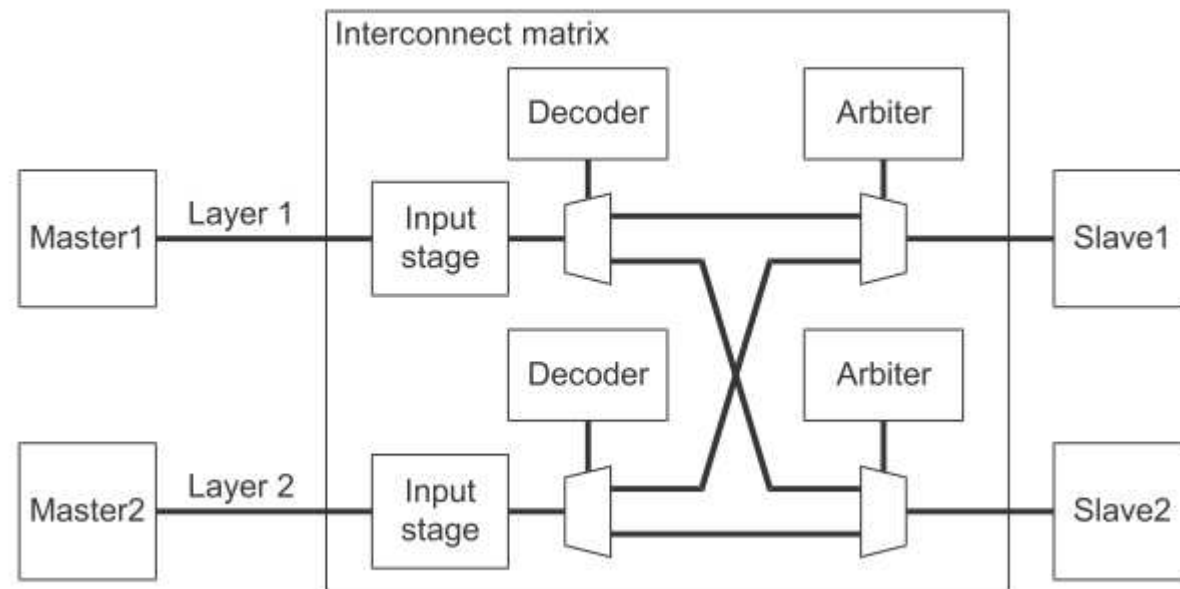 Interconnect matrix
Decoder
Arbiter
Master1
Layer 1
Input
stage
Slave1
Decoder
Arbiter
Master2
Layer 2
Input
stage
Slave2